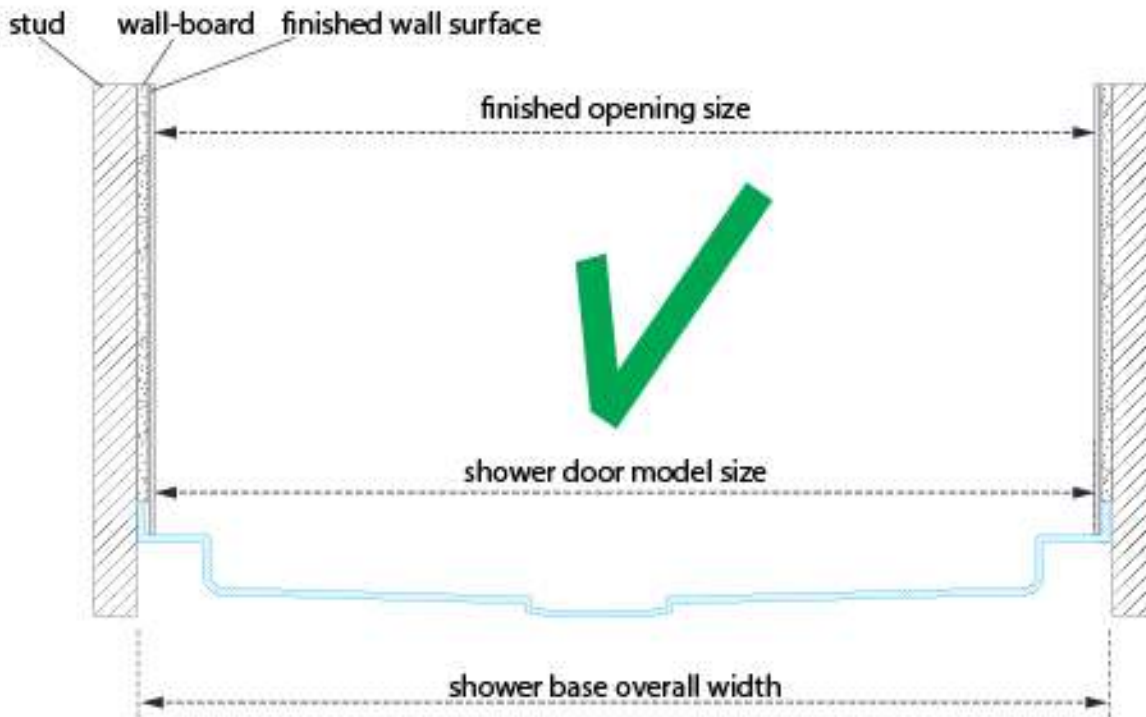 stud wall-board finished wall surface
finished opening size
shower door model size
shower base overall width